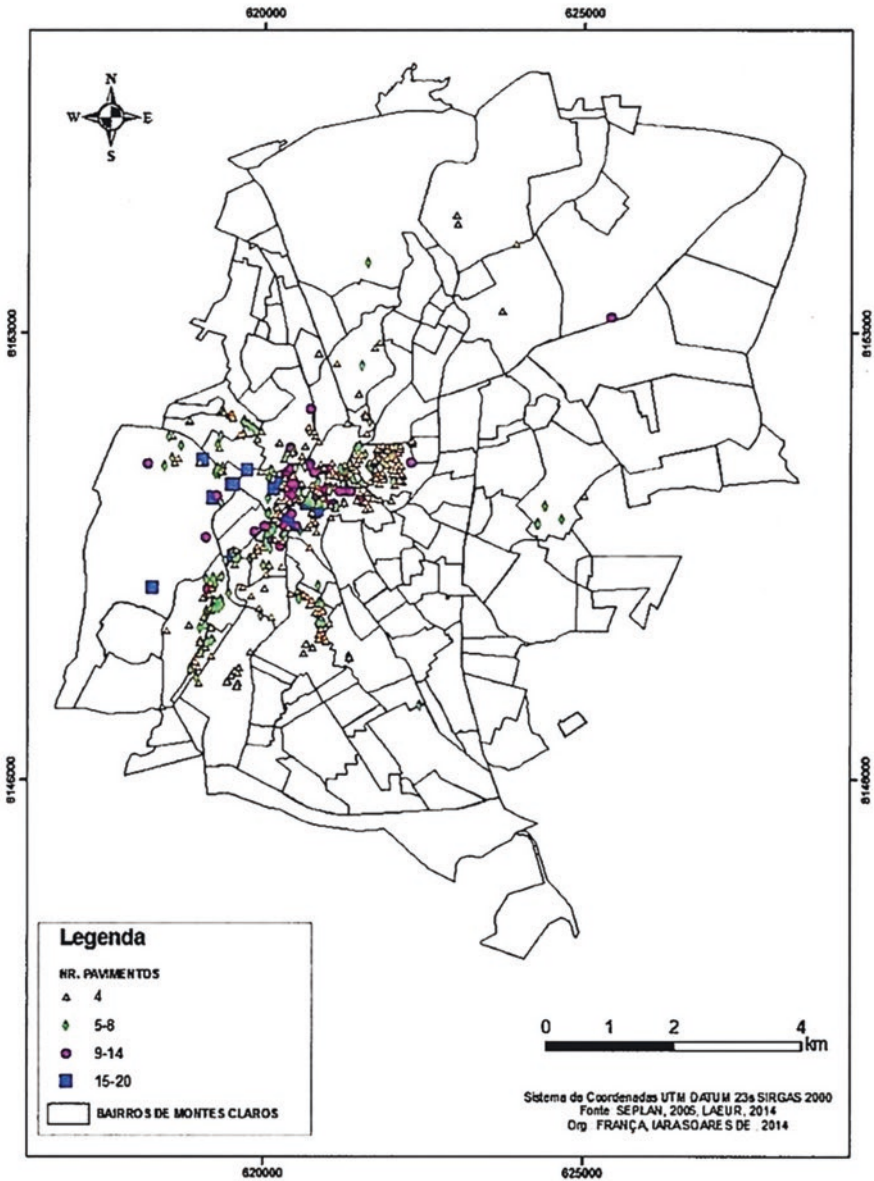 620000
625000
N
W E
S
8153000
8153000
8148000
8148000
Legenda
NR. PAVIMENTOS
4
5-8
9-14
15-20
BAIRROS DE MONTES CLAROS
0 1 2 4
km
Sistema de Coordenadas UTM DATUM 23s SIRGAS 2000
Fonte SEPLAN, 2005, LAEUR, 2014
Org FRANÇA, IARA SOARES DE , 2014
620000
625000